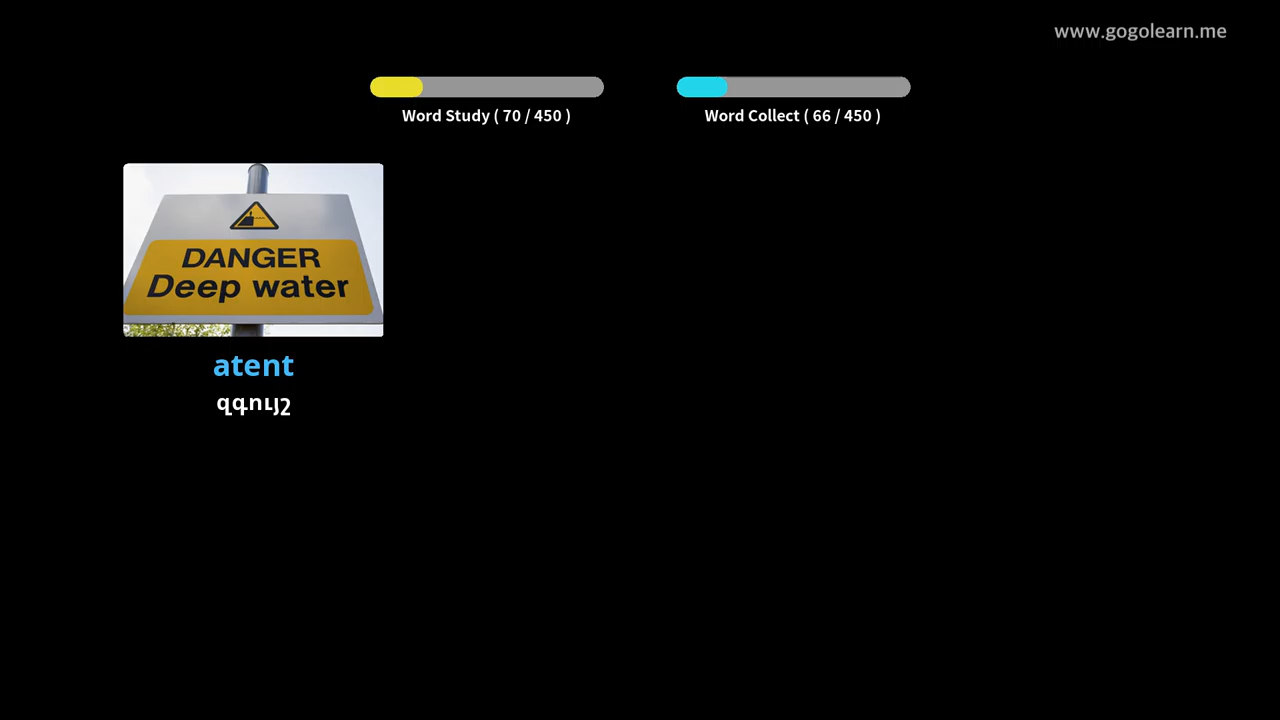 www.gogolearn.me
Word Study ( 70 / 450 )
Word Collect ( 66 / 450 )
DANGER
Deep water
atent
զգույշ